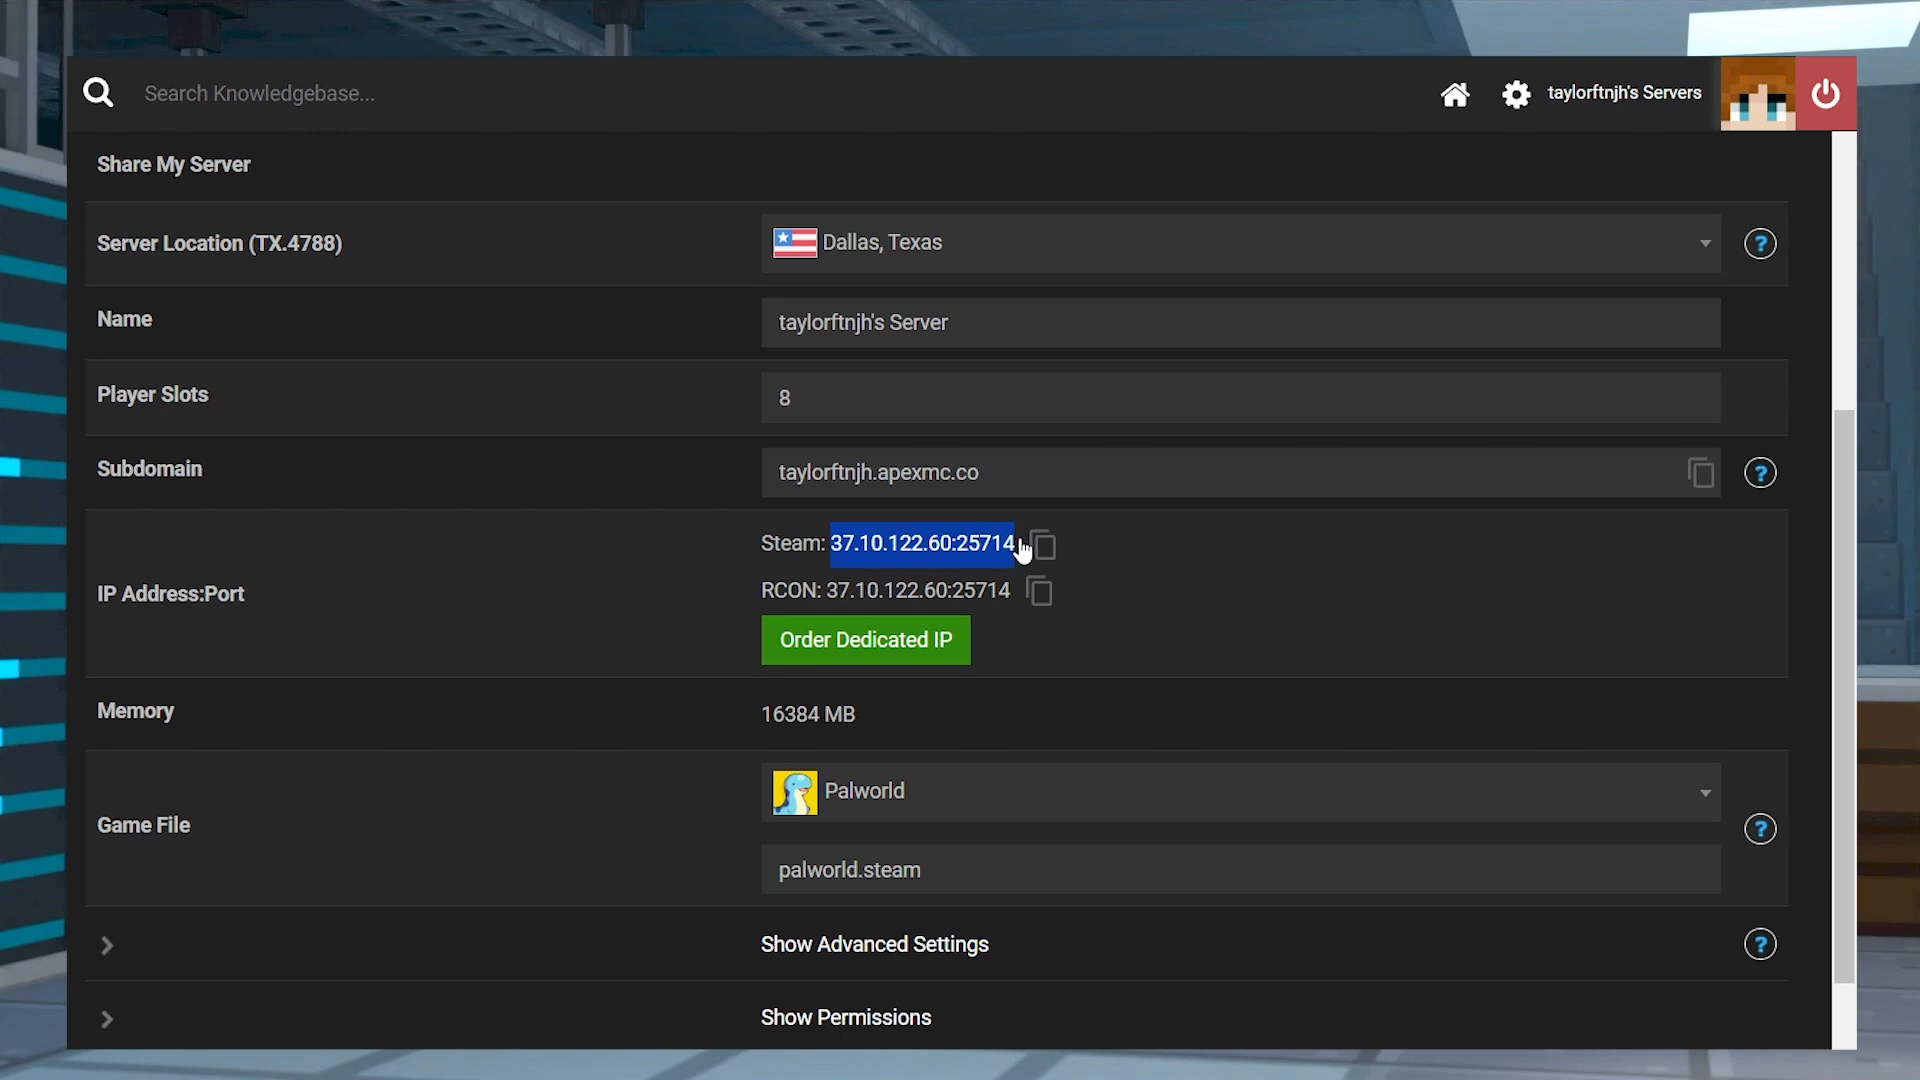 Search Knowledgebase...
taylorftnjh's Servers
Share My Server
Server Location (TX.4788)
Dallas, Texas
Name
taylorftnjh's Server
Player Slots
8
Subdomain
taylorftnjh.apexmc.co
IP Address:Port
Steam: 37.10.122.60:25714
RCON: 37.10.122.60:25714
Order Dedicated IP
Memory
16384 MB
Game File
Palworld
palworld.steam
Show Advanced Settings
Show Permissions